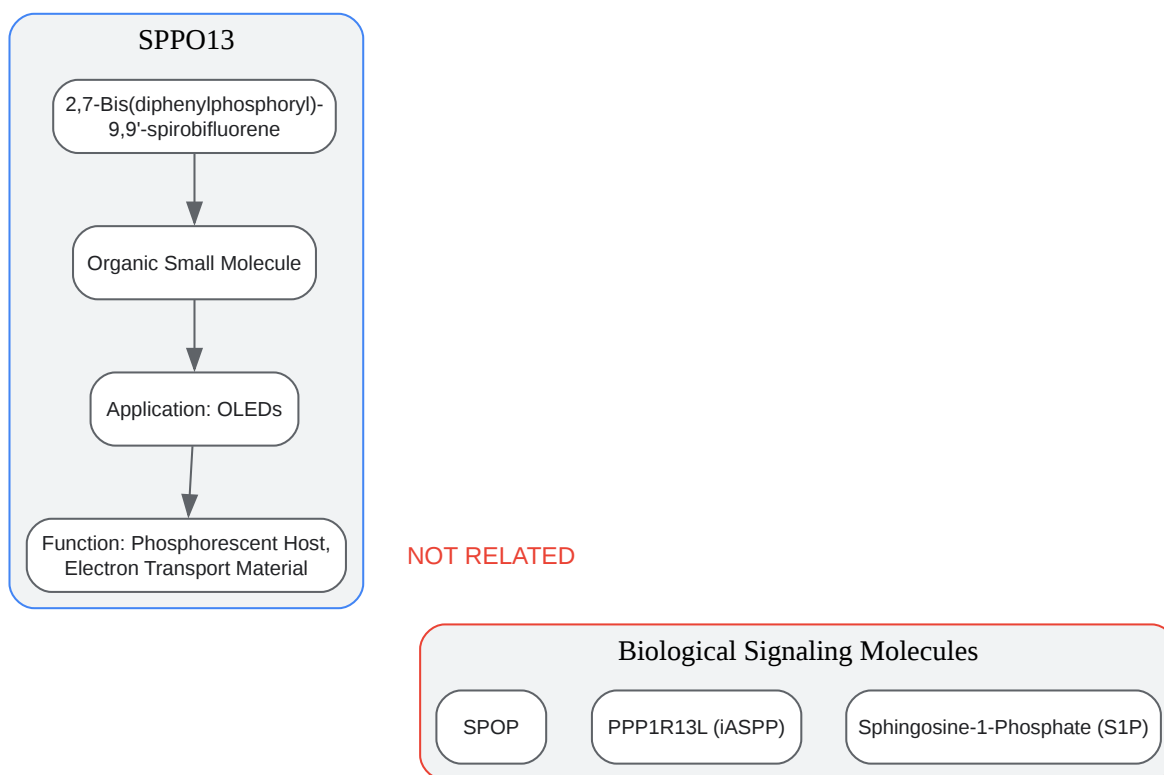 SPPO13
2,7-Bis(diphenylphosphoryl)-
9,9'-spirobifluorene
Organic Small Molecule
Application: OLEDs
Function: Phosphorescent Host,
Electron Transport Material
NOT RELATED
Biological Signaling Molecules
SPOP
PPP1R13L (iASPP)
Sphingosine-1-Phosphate (S1P)